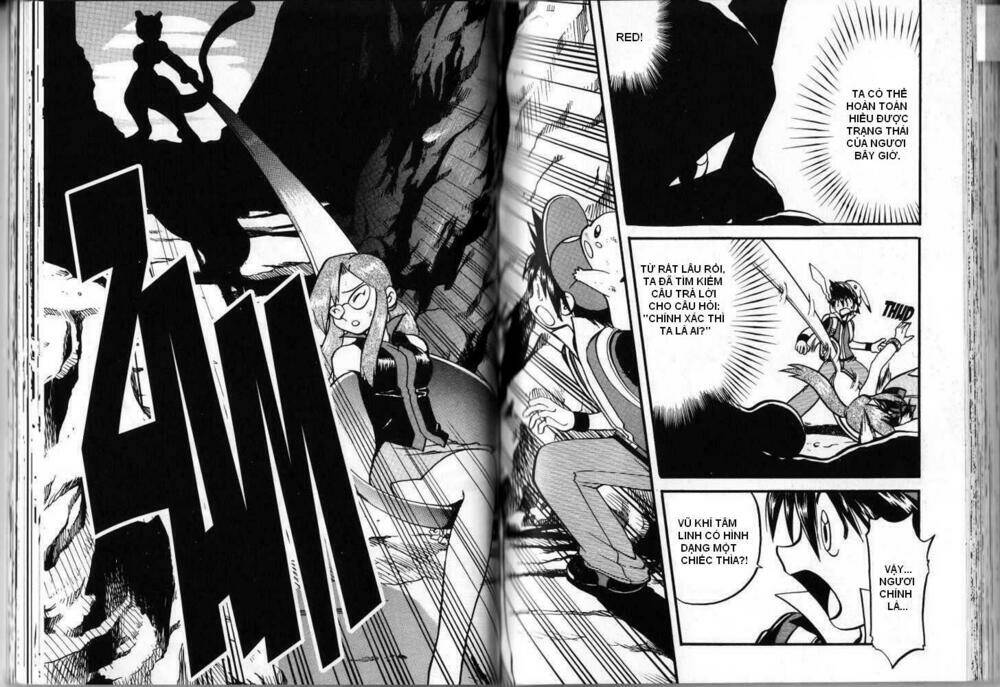 RED!
TA CÓ THỂ
HOÀN TOÀN
HIỂU ĐƯỢC
TRẠNG THÁI
CỦA NGƯƠI
BÂY GIỜ.
TỪ RẤT LÂU RỒI,
TA ĐÃ TÌM KIẾM
CÂU TRẢ LỜI
CHO CÂU HỎI:
"CHÍNH XÁC THÌ
TA LÀ AI?"
THUD
VŨ KHÍ TÂM
LINH CÓ HÌNH
DẠNG MỘT
CHIẾC THÌA?!
VẬY...
NGƯƠI
CHÍNH
LÀ...
ZAM